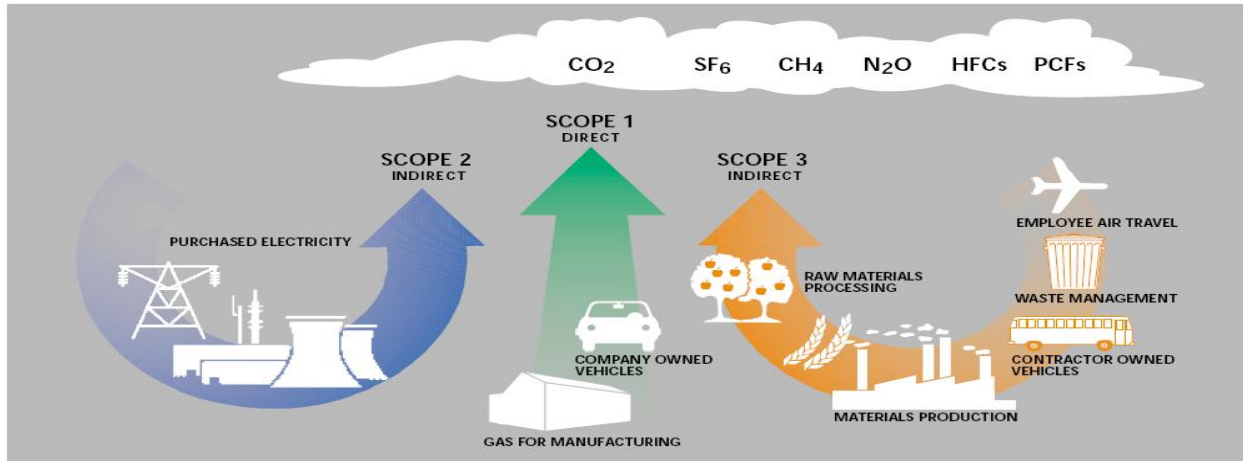 CO2 SF6 CH4 N2O HFCs PCFs
SCOPE 1
DIRECT
SCOPE 2
INDIRECT
SCOPE 3
INDIRECT
PURCHASED ELECTRICITY
COMPANY OWNED
VEHICLES
GAS FOR MANUFACTURING
RAW MATERIALS
PROCESSING
MATERIALS PRODUCTION
EMPLOYEE AIR TRAVEL
WASTE MANAGEMENT
CONTRACTOR OWNED
VEHICLES